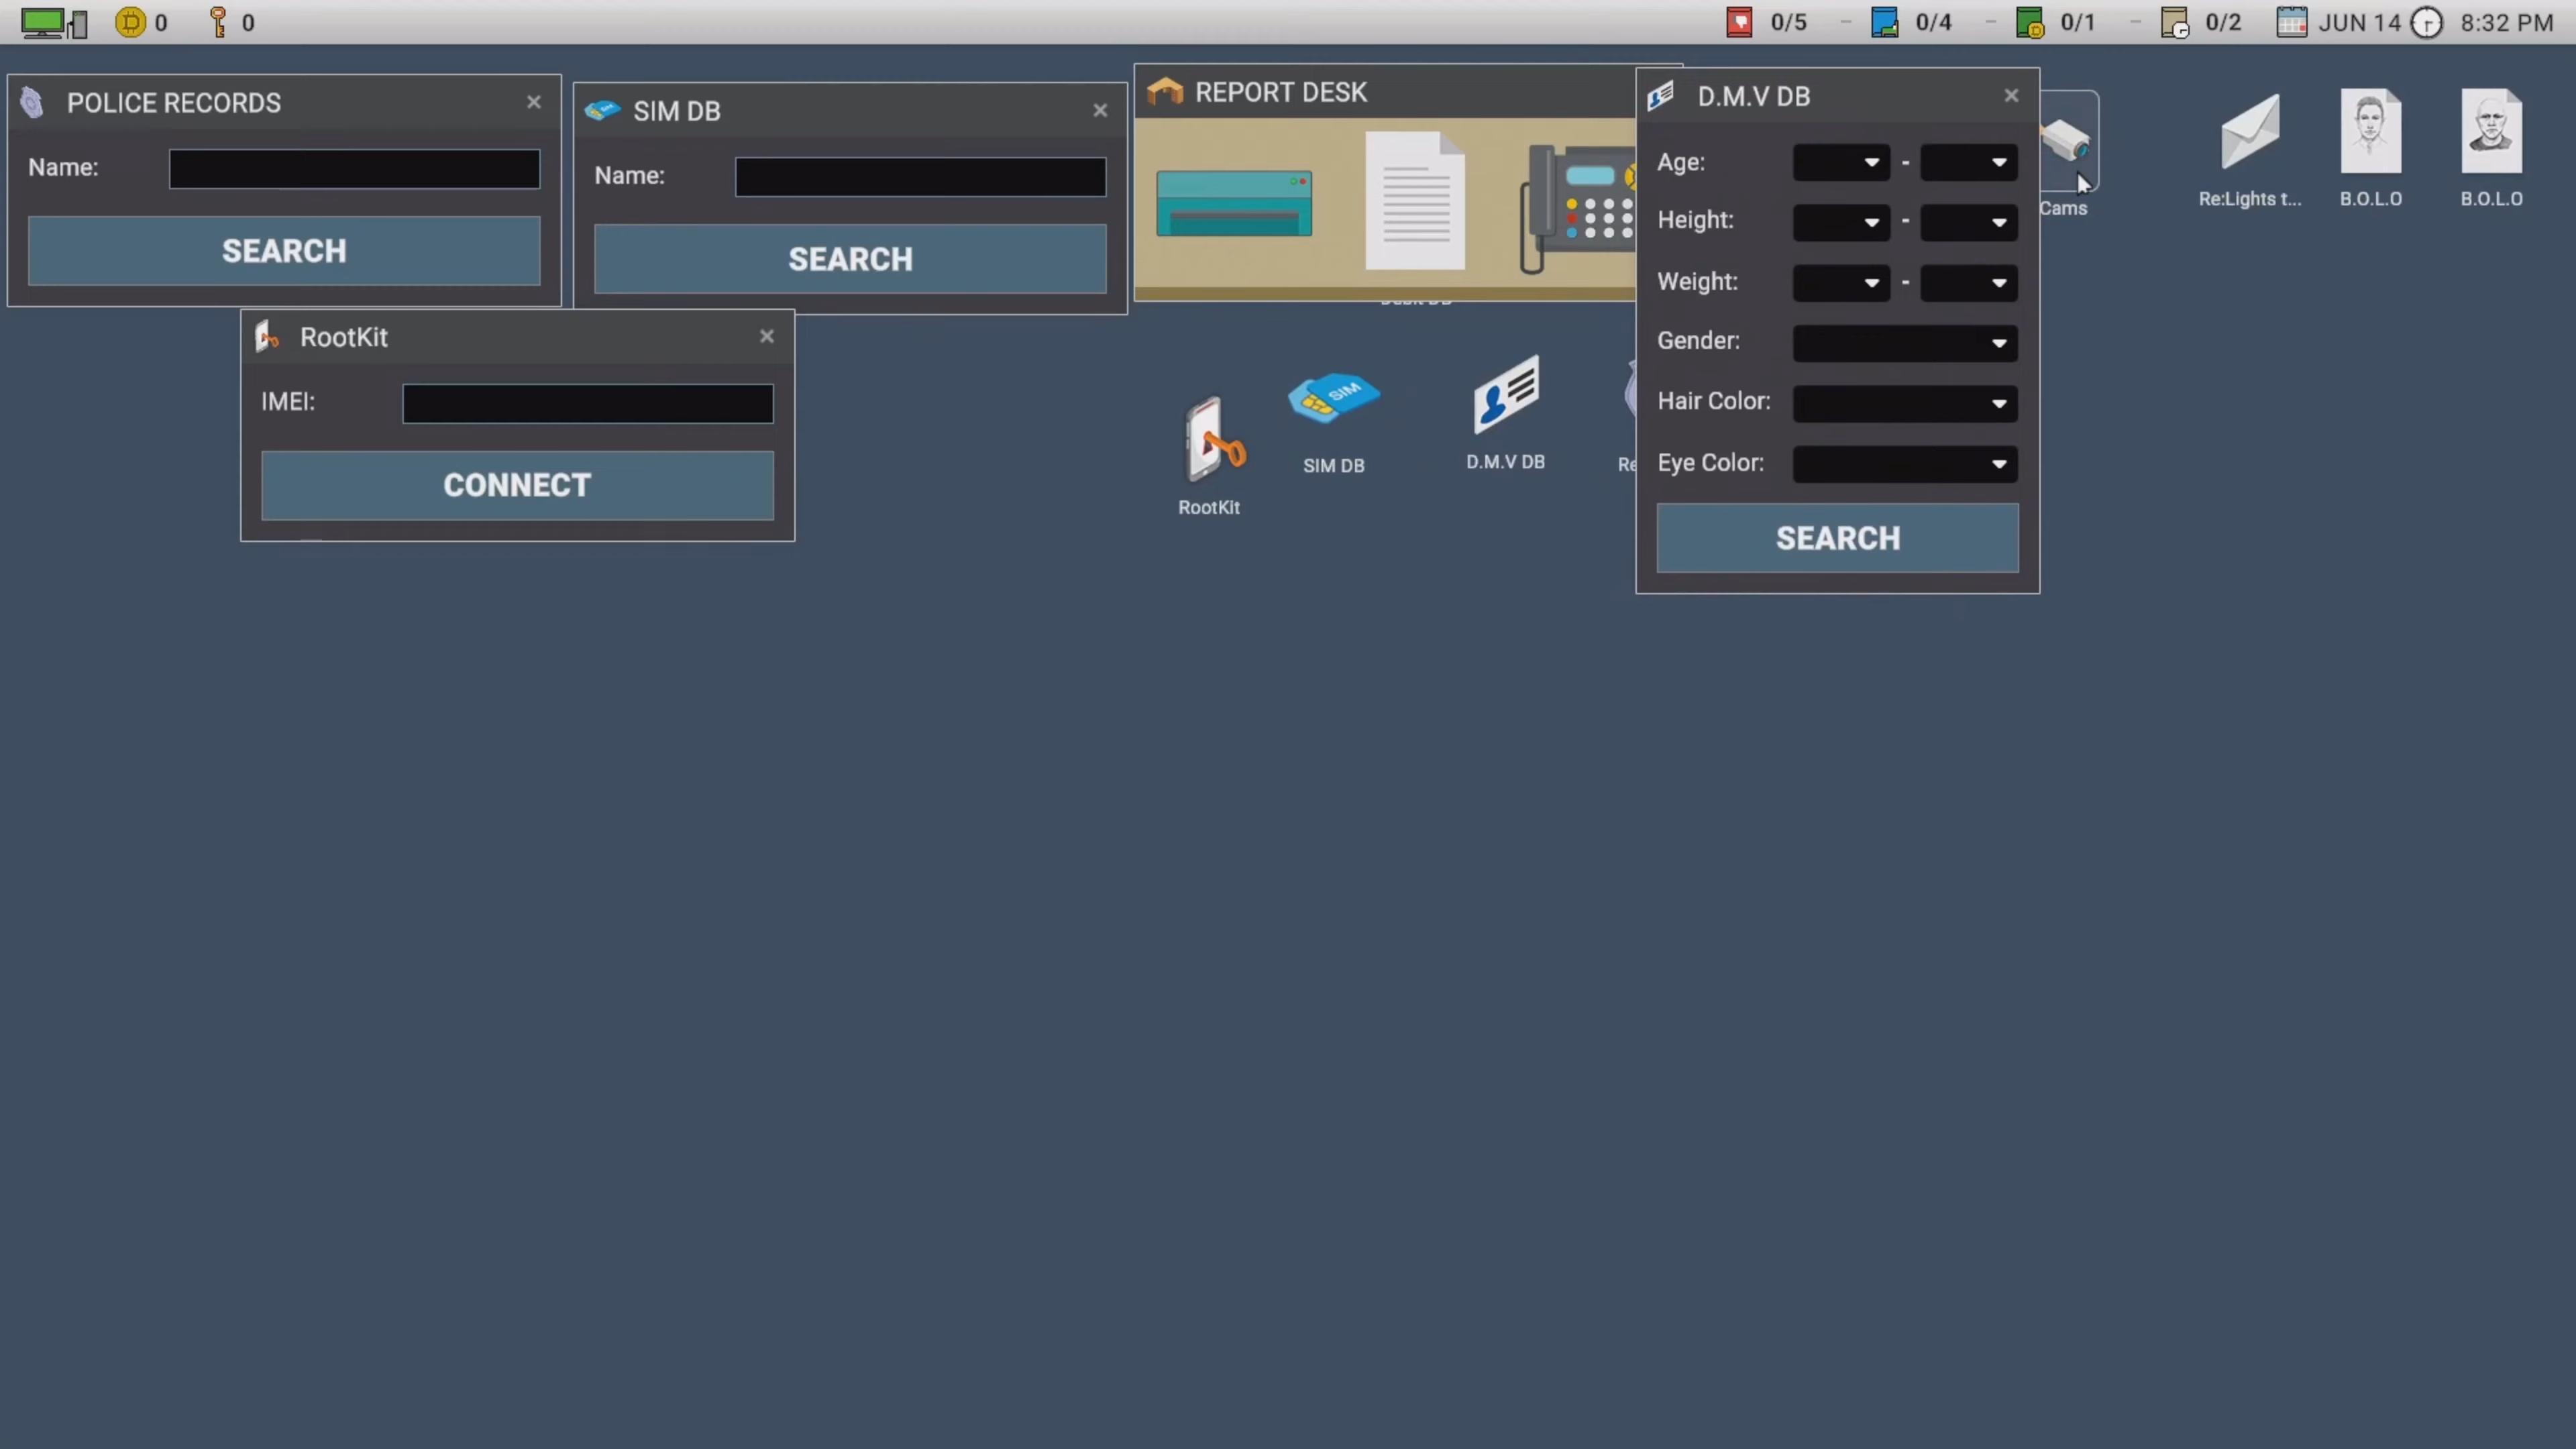 0 0 0/5 - 0/4 - 0/1 - 0/2 JUN 14 8:32 PM
POLICE RECORDS
Name:
SEARCH
SIM DB
Name:
SEARCH
REPORT DESK
D.M.V DB
Age: -
Height: -
Weight: -
Gender:
Hair Color:
Eye Color:
SEARCH
Cams
Re:Lights t...
B.O.L.O
B.O.L.O
RootKit
IMEI:
CONNECT
RootKit
SIM
SIM DB
D.M.V DB
Re